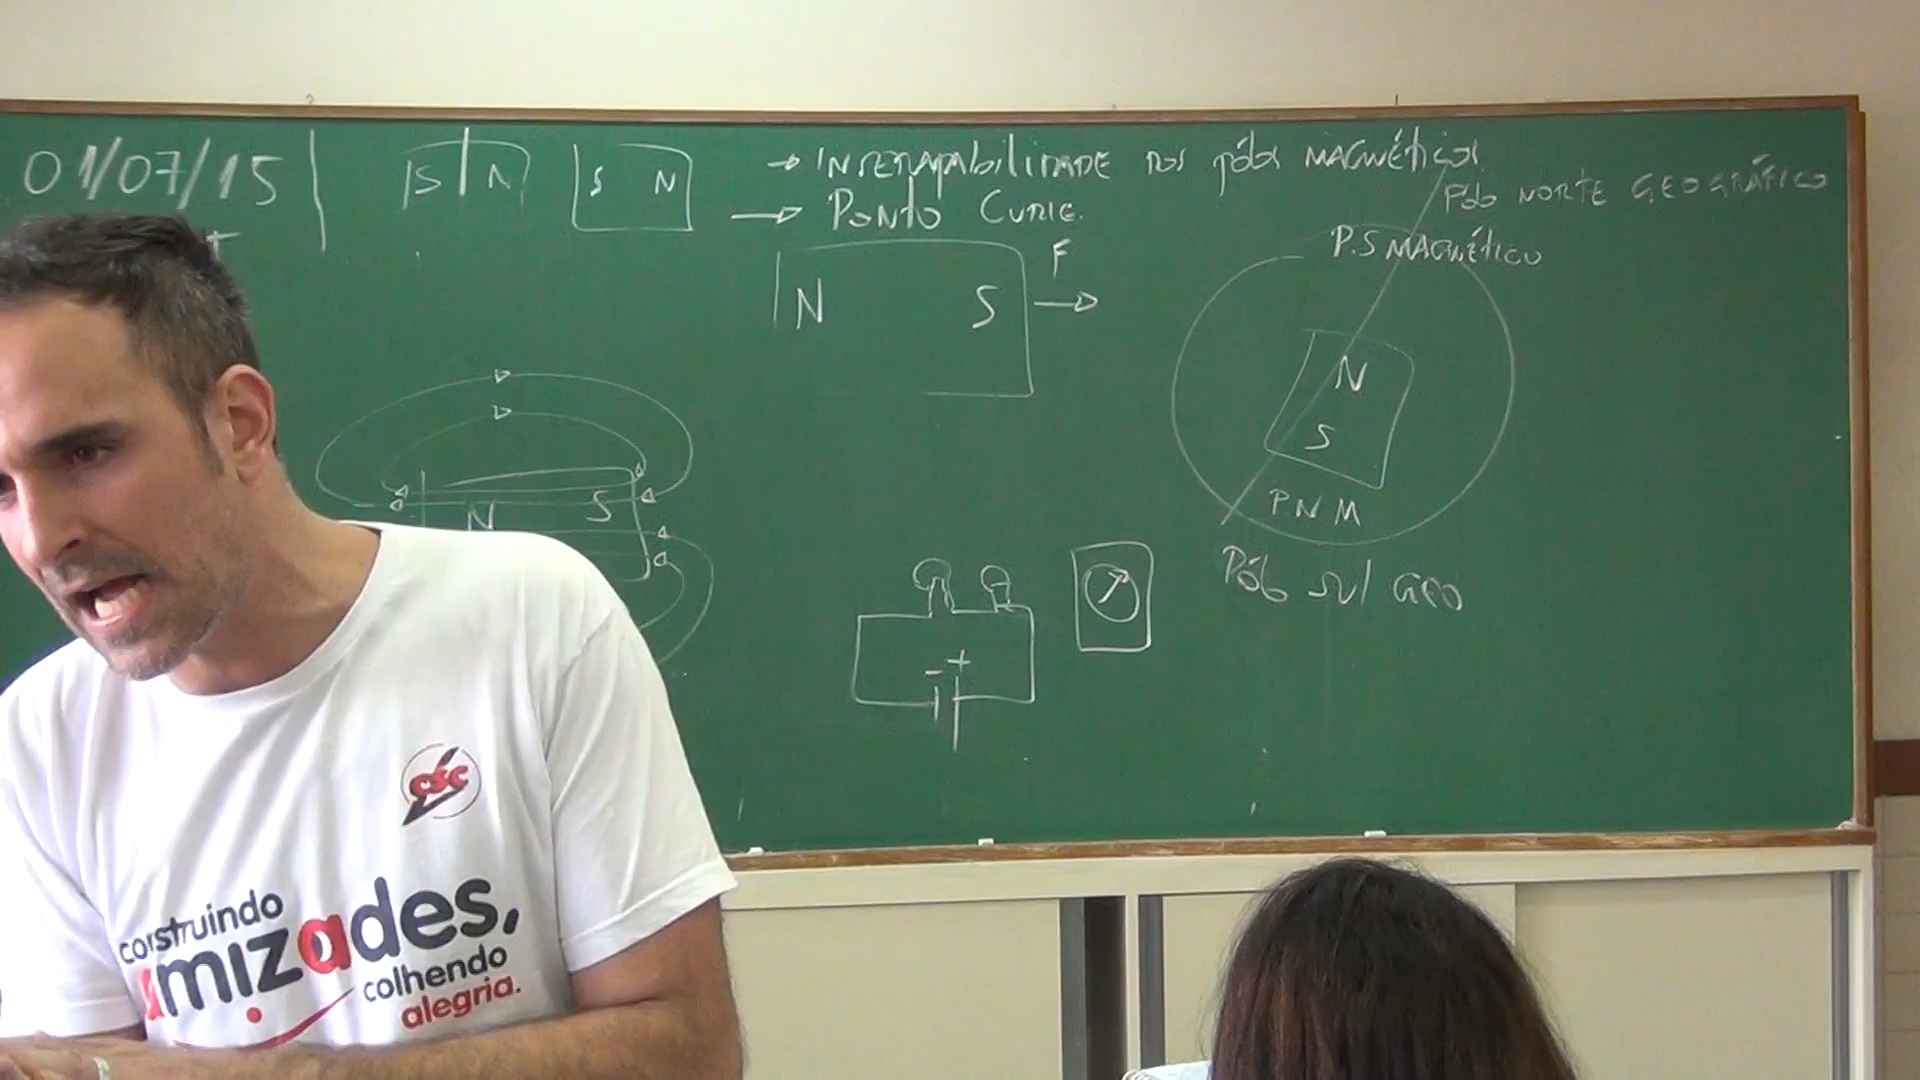 01/07/15
S N
S N
→ INSEPARABILIDADE DOS PÓLOS MAGNÉTICOS
→ PONTO CURIE.
PÓLO NORTE GEOGRÁFICO
P.S MAGNÉTICO
F
N S
N
S
N S
P N M
PÓLO SUL GEO
- +
csc
construindo
amizades,
colhendo
alegria.